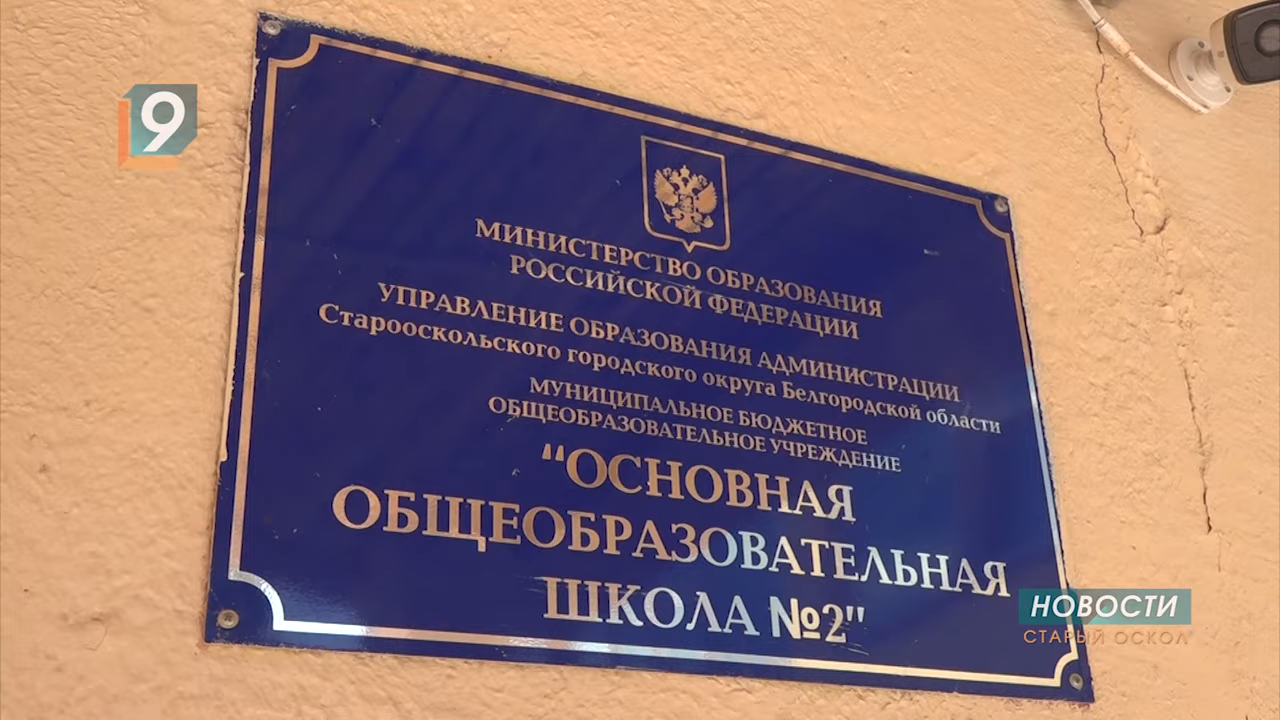 9
МИНИСТЕРСТВО ОБРАЗОВАНИЯ
РОССИЙСКОЙ ФЕДЕРАЦИИ
УПРАВЛЕНИЕ ОБРАЗОВАНИЯ АДМИНИСТРАЦИИ
Старооскольского городского округа Белгородской области
МУНИЦИПАЛЬНОЕ БЮДЖЕТНОЕ
ОБЩЕОБРАЗОВАТЕЛЬНОЕ УЧРЕЖДЕНИЕ
“ОСНОВНАЯ
ОБЩЕОБРАЗОВАТЕЛЬНАЯ
ШКОЛА №2"
НОВОСТИ
СТАРЫЙ ОСКОЛ